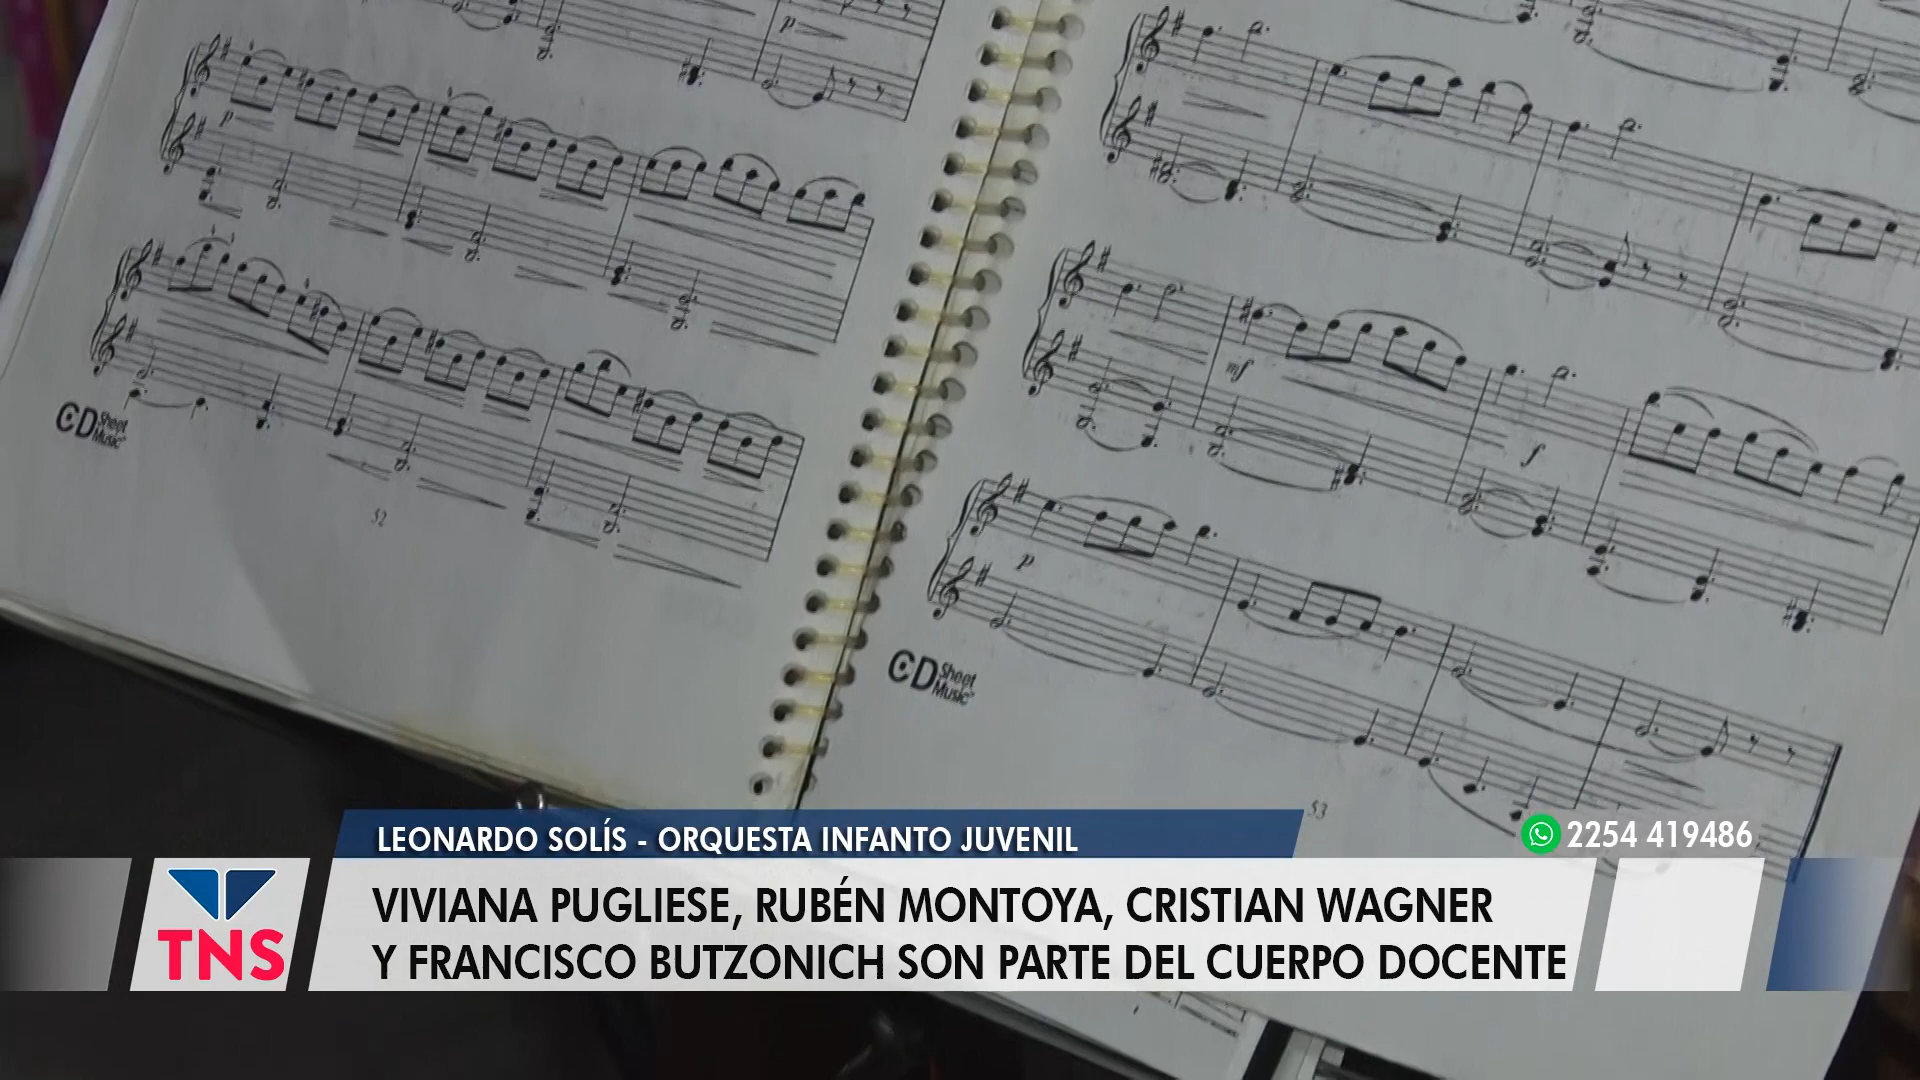 p
p
mf
f
p
CD Sheet
Music
52
CD Sheet
Music
53
LEONARDO SOLÍS - ORQUESTA INFANTO JUVENIL
2254 419486
TNS
VIVIANA PUGLIESE, RUBÉN MONTOYA, CRISTIAN WAGNER
Y FRANCISCO BUTZONICH SON PARTE DEL CUERPO DOCENTE